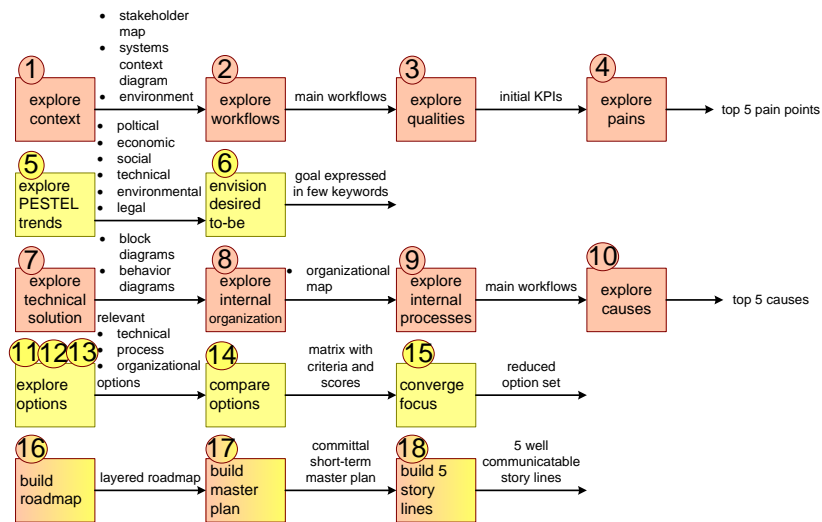 • stakeholder
map
• systems
context
diagram
• environment
1
explore
context
2
explore
workflows
main workflows
3
explore
qualities
initial KPIs
4
explore
pains
top 5 pain points
• poltical
• economic
• social
• technical
• environmental
• legal
5
explore
PESTEL
trends
6
envision
desired
to-be
goal expressed
in few keywords
• block
diagrams
• behavior
diagrams
7
explore
technical
solution
8
explore
internal
organization
• organizational
map
9
explore
internal
processes
main workflows
10
explore
causes
top 5 causes
relevant
• technical
• process
• organizational
options
11 12 13
explore
options
14
compare
options
matrix with
criteria and
scores
15
converge
focus
reduced
option set
16
build
roadmap
layered roadmap
17
build
master
plan
committal
short-term
master plan
18
build 5
story
lines
5 well
communicatable
story lines